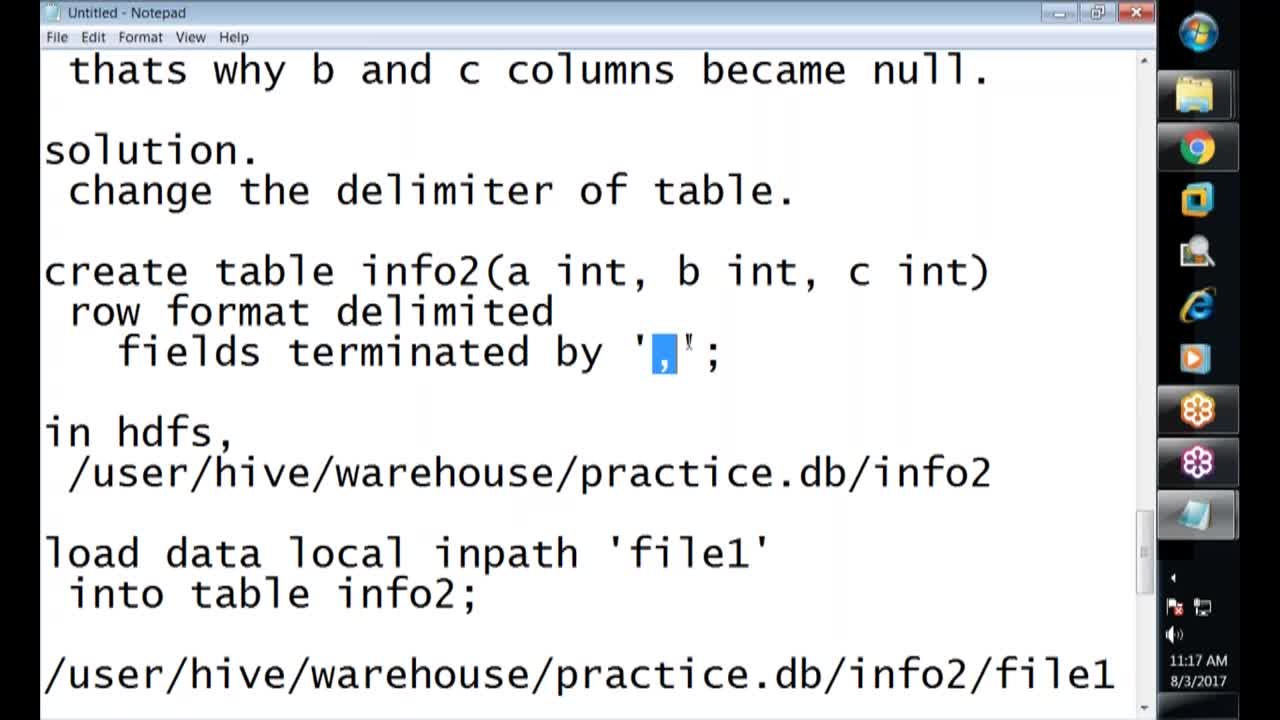 Untitled - Notepad
File Edit Format View Help
thats why b and c columns became null.
solution.
change the delimiter of table.
create table info2(a int, b int, c int)
row format delimited
fields terminated by ',';
in hdfs,
/user/hive/warehouse/practice.db/info2
load data local inpath 'file1'
into table info2;
/user/hive/warehouse/practice.db/info2/file1
11:17 AM
8/3/2017